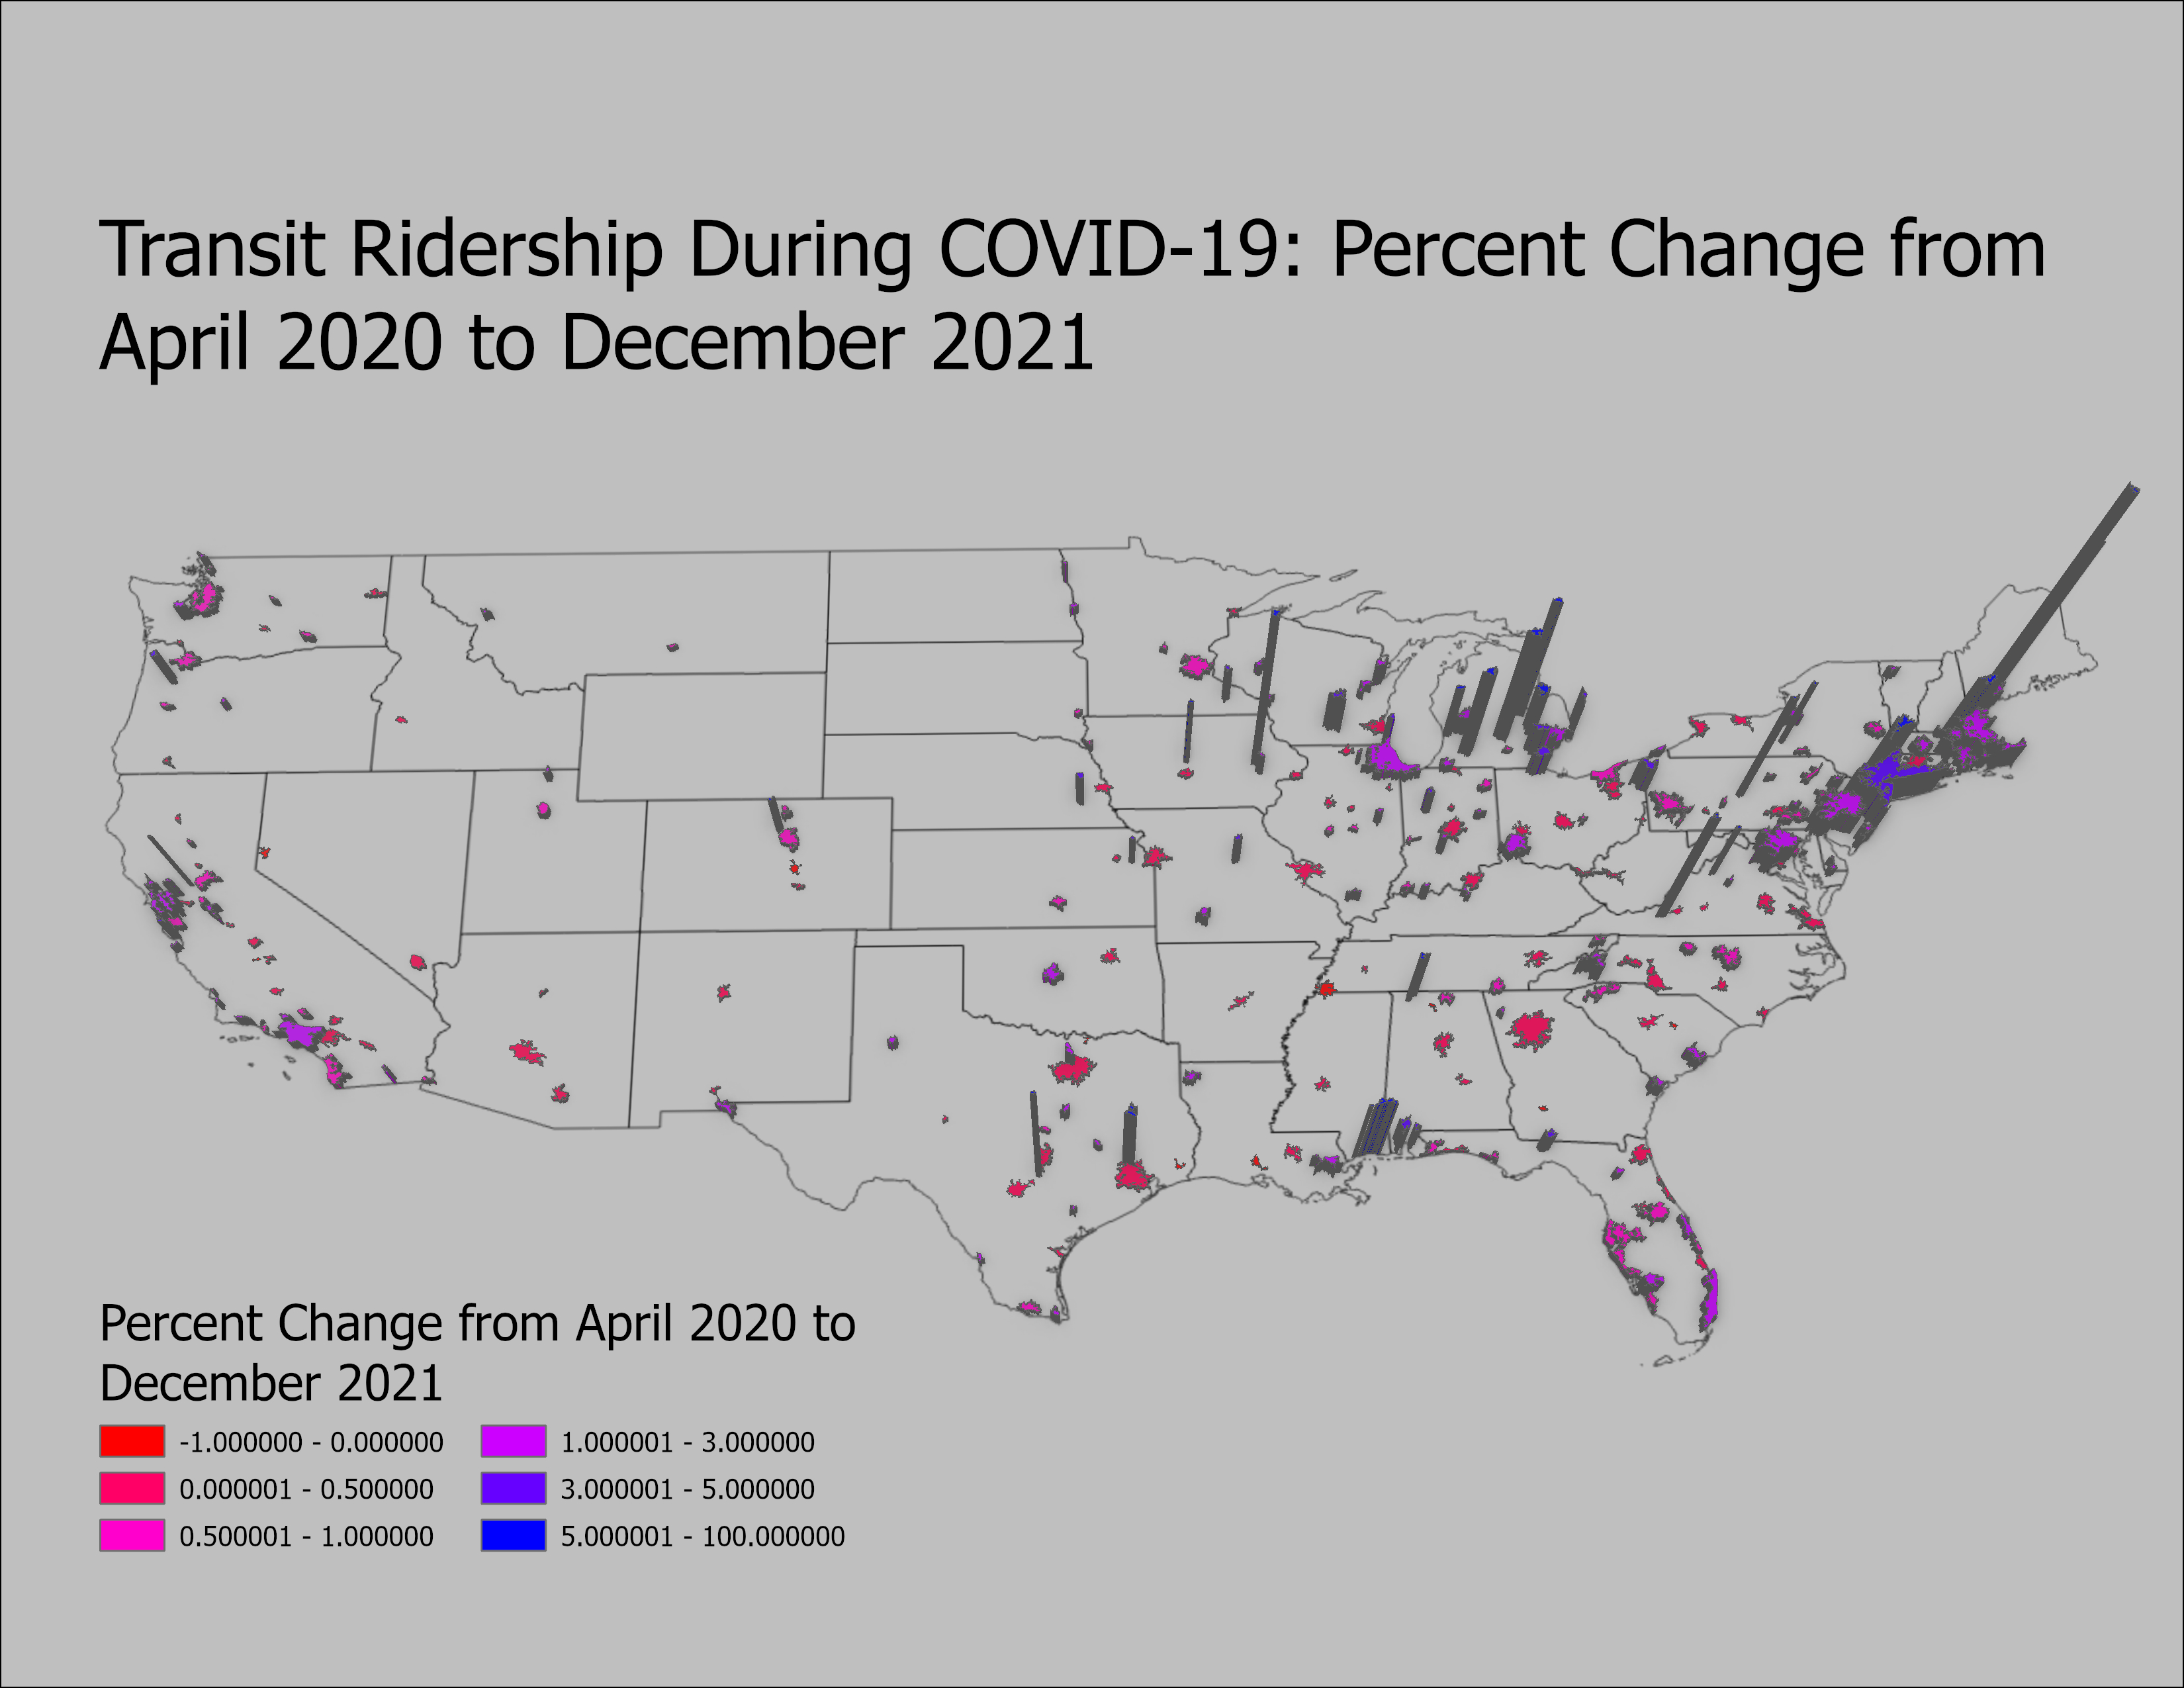 Transit Ridership During COVID-19: Percent Change from
April 2020 to December 2021
Percent Change from April 2020 to
December 2021
-1.000000 - 0.000000
0.000001 - 0.500000
0.500001 - 1.000000
1.000001 - 3.000000
3.000001 - 5.000000
5.000001 - 100.000000